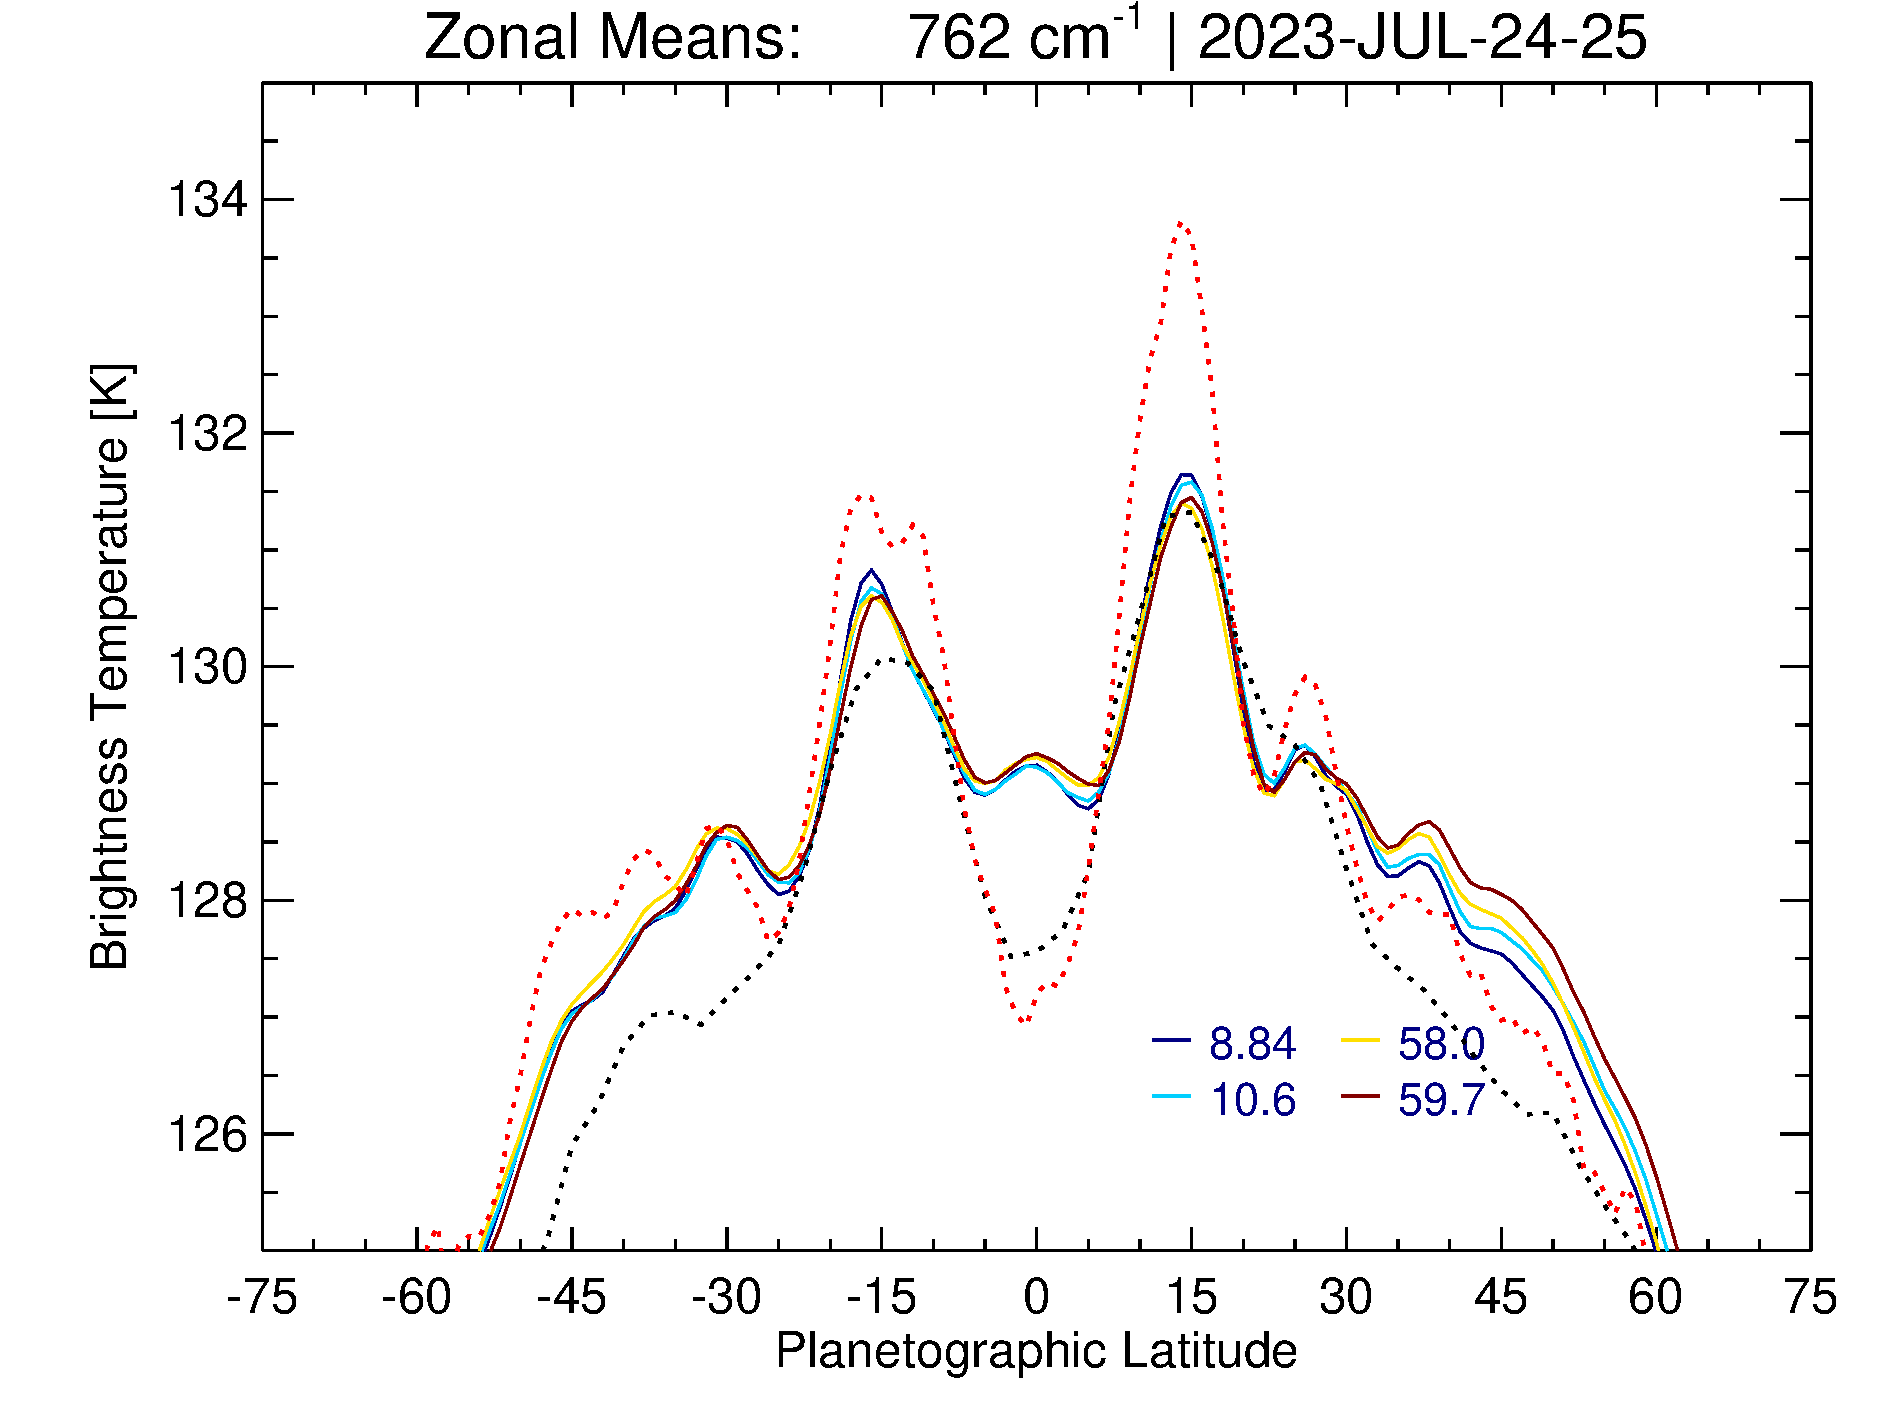 Zonal Means: 762 cm-1 | 2023-JUL-24-25
Brightness Temperature [K]
134
132
130
128
126
8.84 58.0
10.6 59.7
-75 -60 -45 -30 -15 0 15 30 45 60 75
Planetographic Latitude